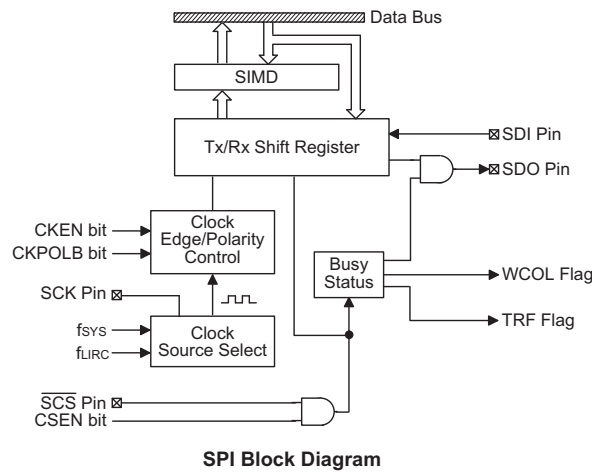 Data Bus
SIMD
Tx/Rx Shift Register
SDI Pin
SDO Pin
CKEN bit
CKPOLB bit
Clock
Edge/Polarity
Control
Busy
Status
WCOL Flag
TRF Flag
SCK Pin
fSYS
fLIRC
Clock
Source Select
SCS Pin
CSEN bit
SPI Block Diagram